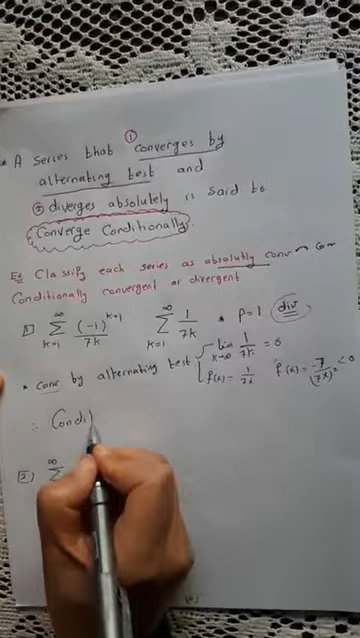 * A series that ① converges by
alternating test and
② diverges absolutely is said to
Converge Conditionally.
Ex Classify each series as absolutly conv
Conditionally convergent or divergent
1 ∞ Σ k=1 (-1)^{k+1} / 7k ∞ Σ k=1 1/7k * P=1 div
* conv by alternating test lim k→∞ 1/7k = 0
f(x) = 1/7x f'(x) = -7/(7x)² < 0
∴ Condi
2 ∞ Σ